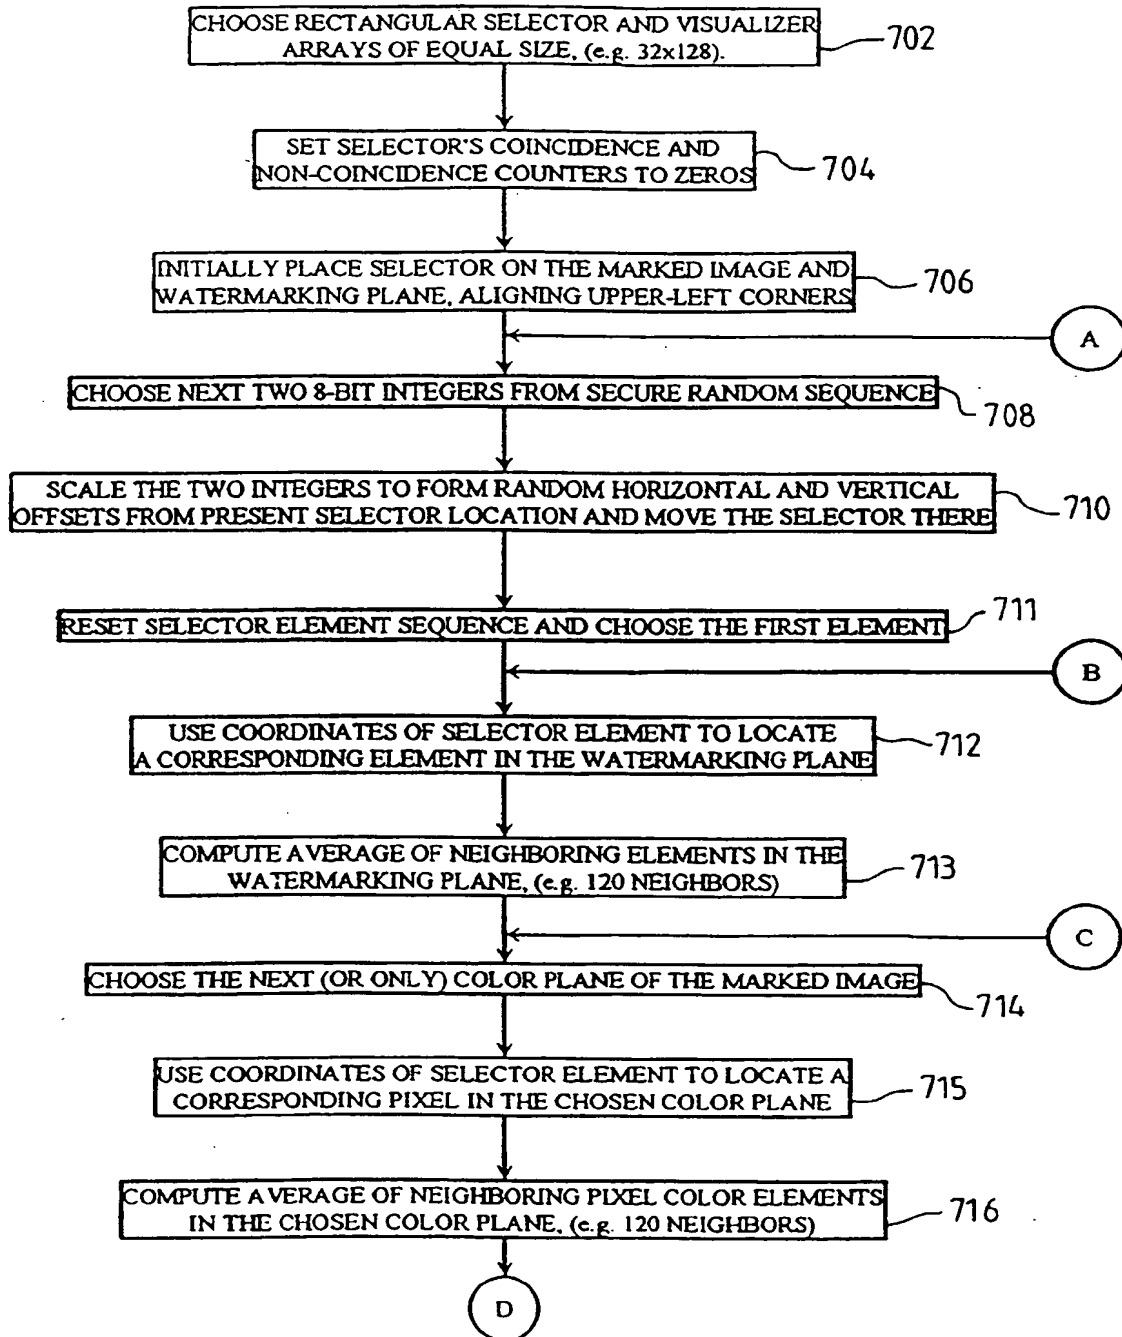 CHOOSE RECTANGULAR SELECTOR AND VISUALIZER
ARRAYS OF EQUAL SIZE, (e.g. 32x128).
702
SET SELECTOR'S COINCIDENCE AND
NON-COINCIDENCE COUNTERS TO ZEROS
704
INITIALLY PLACE SELECTOR ON THE MARKED IMAGE AND
WATERMARKING PLANE, ALIGNING UPPER-LEFT CORNERS
706
A
CHOOSE NEXT TWO 8-BIT INTEGERS FROM SECURE RANDOM SEQUENCE
708
SCALE THE TWO INTEGERS TO FORM RANDOM HORIZONTAL AND VERTICAL
OFFSETS FROM PRESENT SELECTOR LOCATION AND MOVE THE SELECTOR THERE
710
RESET SELECTOR ELEMENT SEQUENCE AND CHOOSE THE FIRST ELEMENT
711
B
USE COORDINATES OF SELECTOR ELEMENT TO LOCATE
A CORRESPONDING ELEMENT IN THE WATERMARKING PLANE
712
COMPUTE AVERAGE OF NEIGHBORING ELEMENTS IN THE
WATERMARKING PLANE, (e.g. 120 NEIGHBORS)
713
C
CHOOSE THE NEXT (OR ONLY) COLOR PLANE OF THE MARKED IMAGE
714
USE COORDINATES OF SELECTOR ELEMENT TO LOCATE A
CORRESPONDING PIXEL IN THE CHOSEN COLOR PLANE
715
COMPUTE AVERAGE OF NEIGHBORING PIXEL COLOR ELEMENTS
IN THE CHOSEN COLOR PLANE, (e.g. 120 NEIGHBORS)
716
D